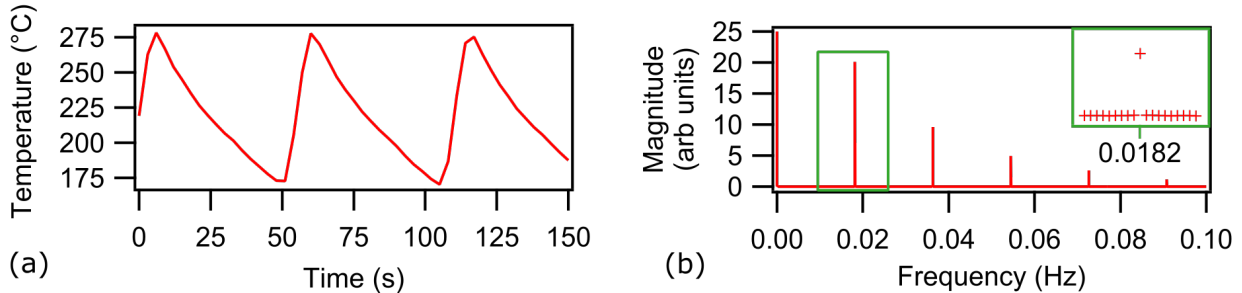 Temperature (°C)
275
250
225
200
175
0 25 50 75 100 125 150
Time (s)
(a)
Magnitude
(arb units)
25
20
15
10
5
0
0.0182
0.00 0.02 0.04 0.06 0.08 0.10
Frequency (Hz)
(b)